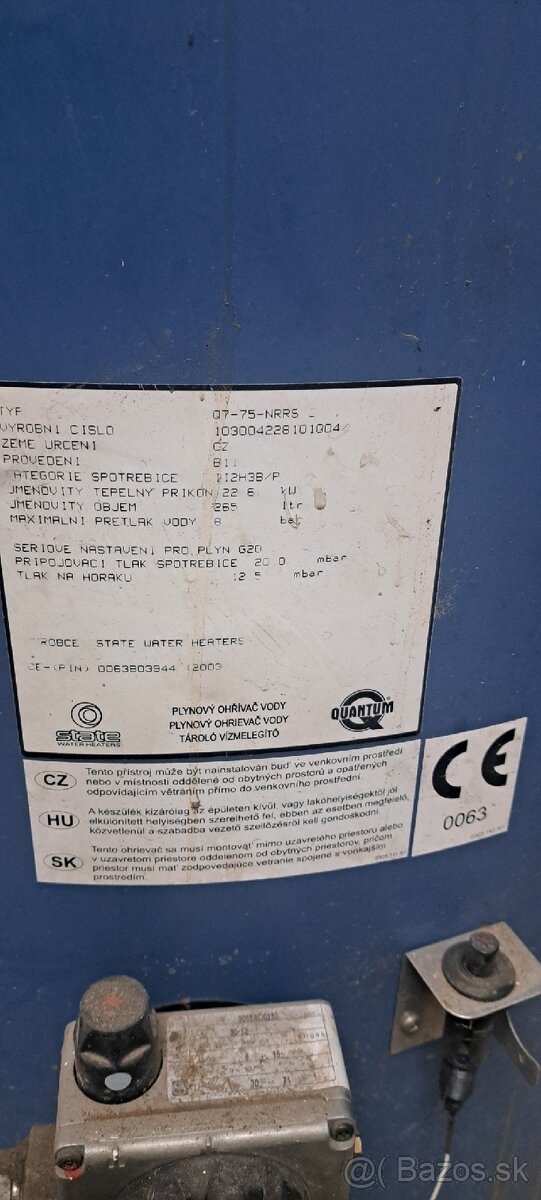 TYP Q7-75-NRRS
VYROBNI CISLO 103004228101004
ZEME URCENI CZ
PROVEDENI B11
KATEGORIE SPOTREBICE II2H3B/P
JMENOVITY TEPELNY PRIKON 22 6 kW
JMENOVITY OBJEM 265 ltr
MAXIMALNI PRETLAK VODY 8 bar
SERIOVE NASTAVENI PRO PLYN G20
PRIPOJOVACI TLAK SPOTREBICE 20 0 mbar
TLAK NA HORAKU 12 5 mbar
ROBCE STATE WATER HEATERS
CE-(PIN) 0063BO3944 (2003
PLYNOVÝ OHŘÍVAČ VODY
PLYNOVÝ OHRIEVAČ VODY
TÁROLÓ VÍZMELEGÍTŐ
state
WATER HEATERS
QUANTUM
CZ Tento přístroj může být nainstalován buď ve venkovním prostředí
nebo v místnosti oddělené od obytných prostorů a opatřených
odpovídajícím větráním přímo do venkovního prostředí.
HU A készülék kizárólag az épületen kívül, vagy lakóhelyiségektől jól
elkülönített helyiségben szerelhető fel, ebben az esetben megfelelő,
közvetlenül a szabadba vezető szellőzésről kell gondoskodni.
SK Tento ohrievač sa musí montovať mimo uzavretého priestoru alebo
v uzavretom priestore oddelenom od obytných priestorov, pričom
priestor musí mať zodpovedajúce vetranie spojené s vonkajším
prostredím.
CE
0063
@ Bazos.sk